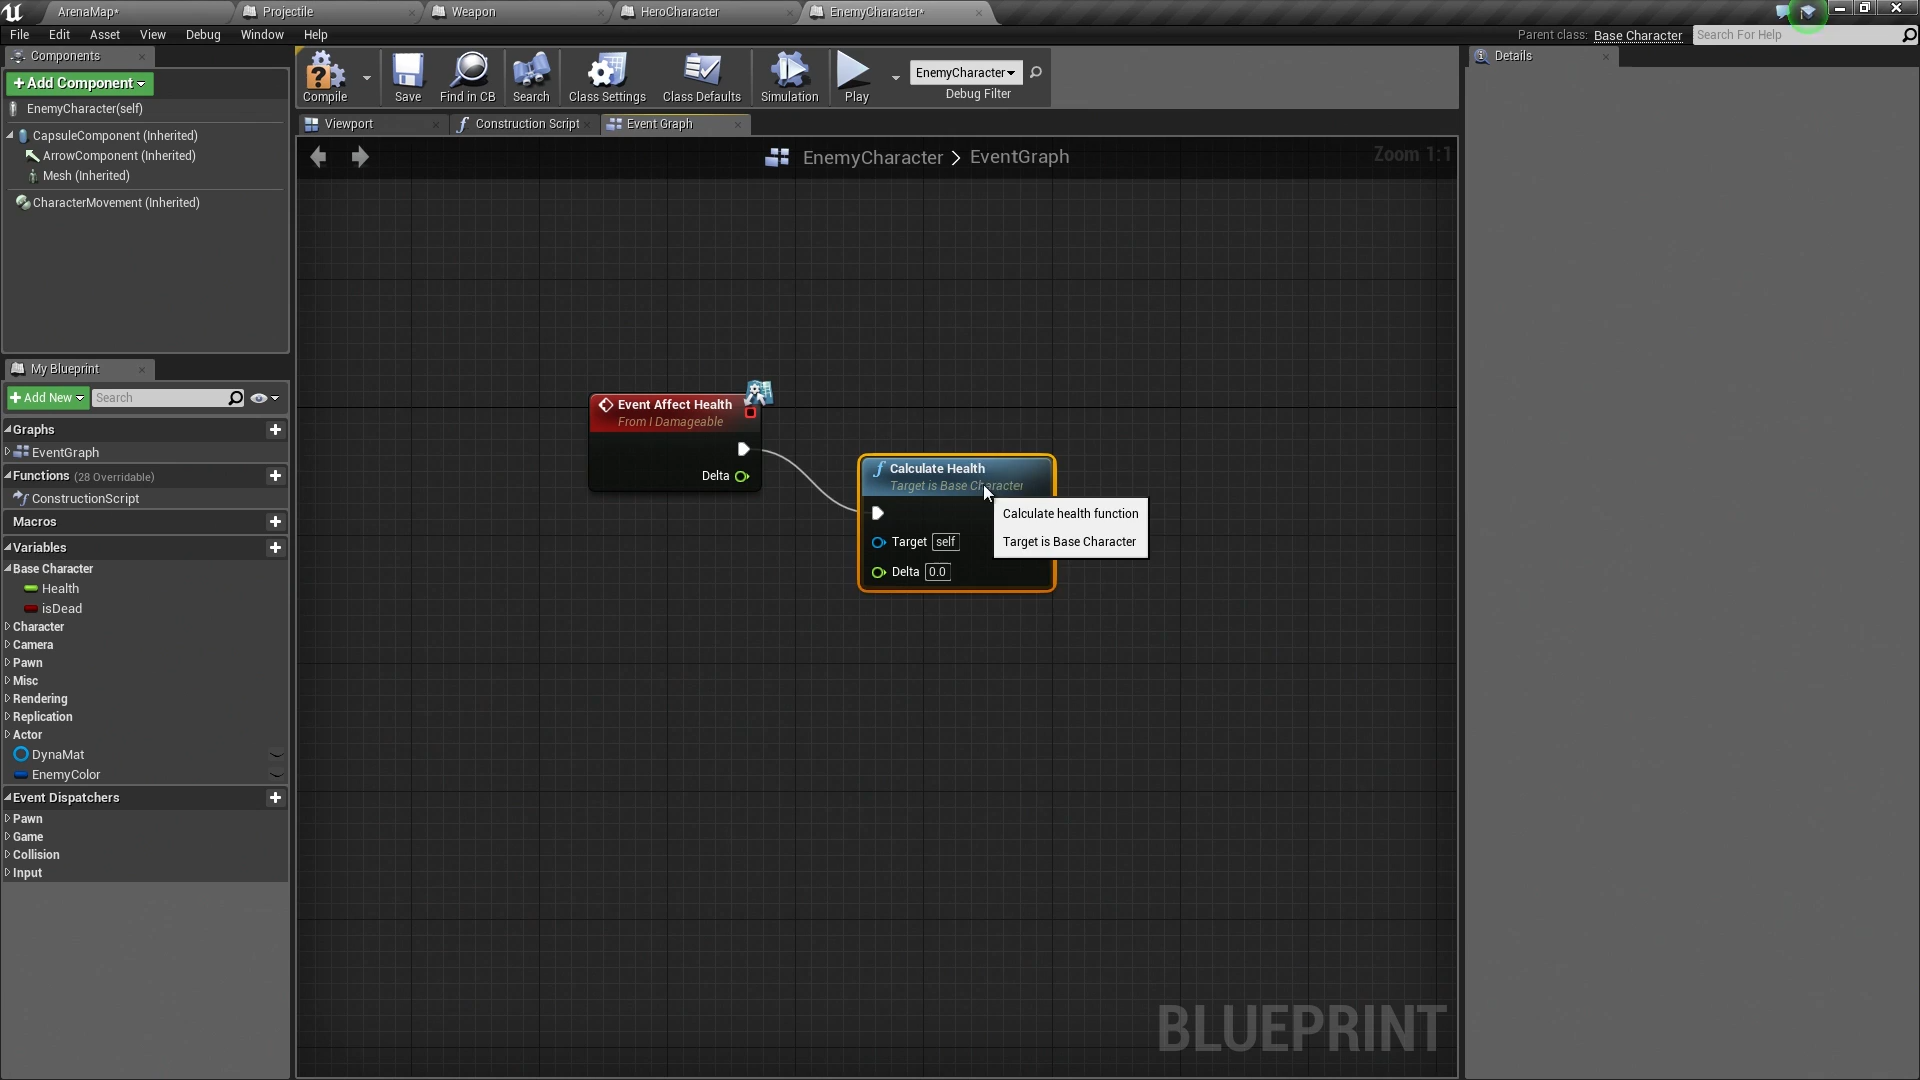 ArenaMap*
Projectile
Weapon
HeroCharacter
EnemyCharacter*
File Edit Asset View Debug Window Help
Parent class: Base Character
Search For Help
Components
+Add Component
EnemyCharacter(self)
CapsuleComponent (Inherited)
ArrowComponent (Inherited)
Mesh (Inherited)
CharacterMovement (Inherited)
My Blueprint
+Add New
Search
Graphs
EventGraph
Functions (28 Overridable)
ConstructionScript
Macros
Variables
Base Character
Health
isDead
Character
Camera
Pawn
Misc
Rendering
Replication
Actor
DynaMat
EnemyColor
Event Dispatchers
Pawn
Game
Collision
Input
Compile
Save
Find in CB
Search
Class Settings
Class Defaults
Simulation
Play
EnemyCharacter
Debug Filter
Viewport
Construction Script
Event Graph
EnemyCharacter > EventGraph
Zoom 1:1
Event Affect Health
From I Damageable
Delta
Calculate Health
Target is Base Character
Target self
Delta 0.0
Calculate health function
Target is Base Character
BLUEPRINT
Details